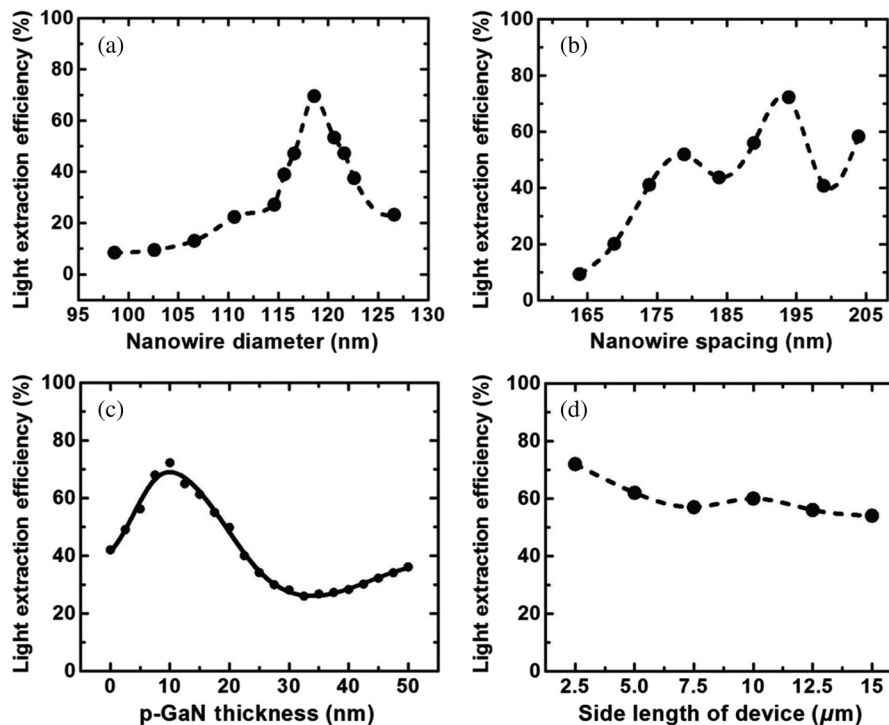 (a)
Light extraction efficiency (%)
100
80
60
40
20
0
95 100 105 110 115 120 125 130
Nanowire diameter (nm)
(b)
Light extraction efficiency (%)
100
80
60
40
20
0
165 175 185 195 205
Nanowire spacing (nm)
(c)
Light extraction efficiency (%)
100
80
60
40
20
0
0 10 20 30 40 50
p-GaN thickness (nm)
(d)
Light extraction efficiency (%)
100
80
60
40
20
0
2.5 5.0 7.5 10 12.5 15
Side length of device (µm)